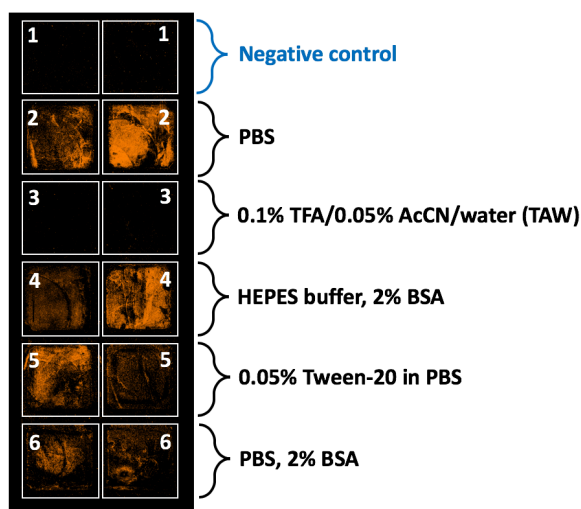 1 1 Negative control
2 2 PBS
3 3 0.1% TFA/0.05% AcCN/water (TAW)
4 4 HEPES buffer, 2% BSA
5 5 0.05% Tween-20 in PBS
6 6 PBS, 2% BSA